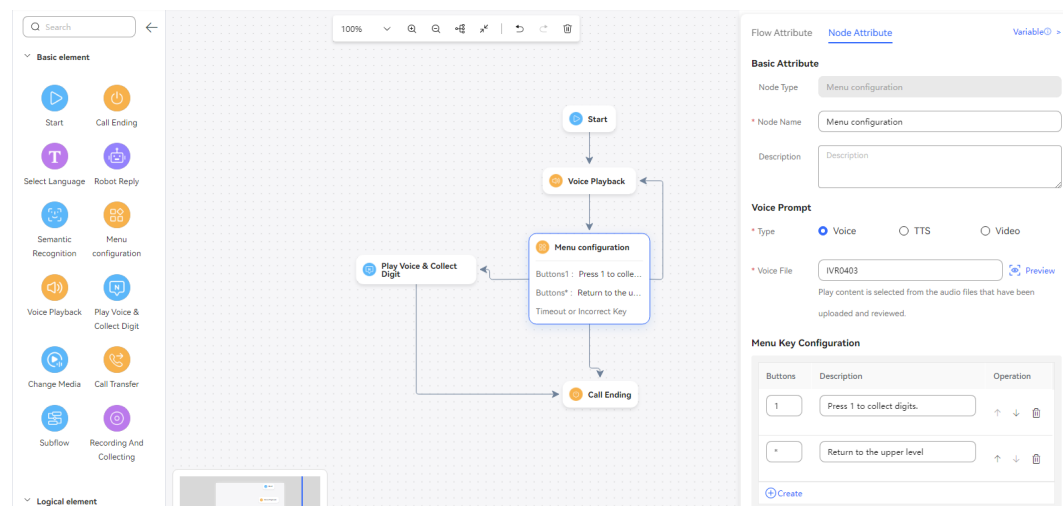 Search
Basic element
Start
Call Ending
T
Select Language
Robot Reply
Semantic
Recognition
Menu
configuration
Voice Playback
N
Play Voice &
Collect Digit
Change Media
Call Transfer
Subflow
Recording And
Collecting
Logical element
100%
Start
Voice Playback
Menu configuration
Buttons1 : Press 1 to colle...
Buttons* : Return to the u...
Timeout or Incorrect Key
Play Voice & Collect
Digit
Call Ending
Flow Attribute
Node Attribute
Variable
>
Basic Attribute
Node Type
Menu configuration
* Node Name
Menu configuration
Description
Description
Voice Prompt
* Type
Voice
TTS
Video
* Voice File
IVR0403
Preview
Play content is selected from the audio files that have been
uploaded and reviewed.
Menu Key Configuration
Buttons
Description
Operation
1
Press 1 to collect digits.
*
Return to the upper level
Create